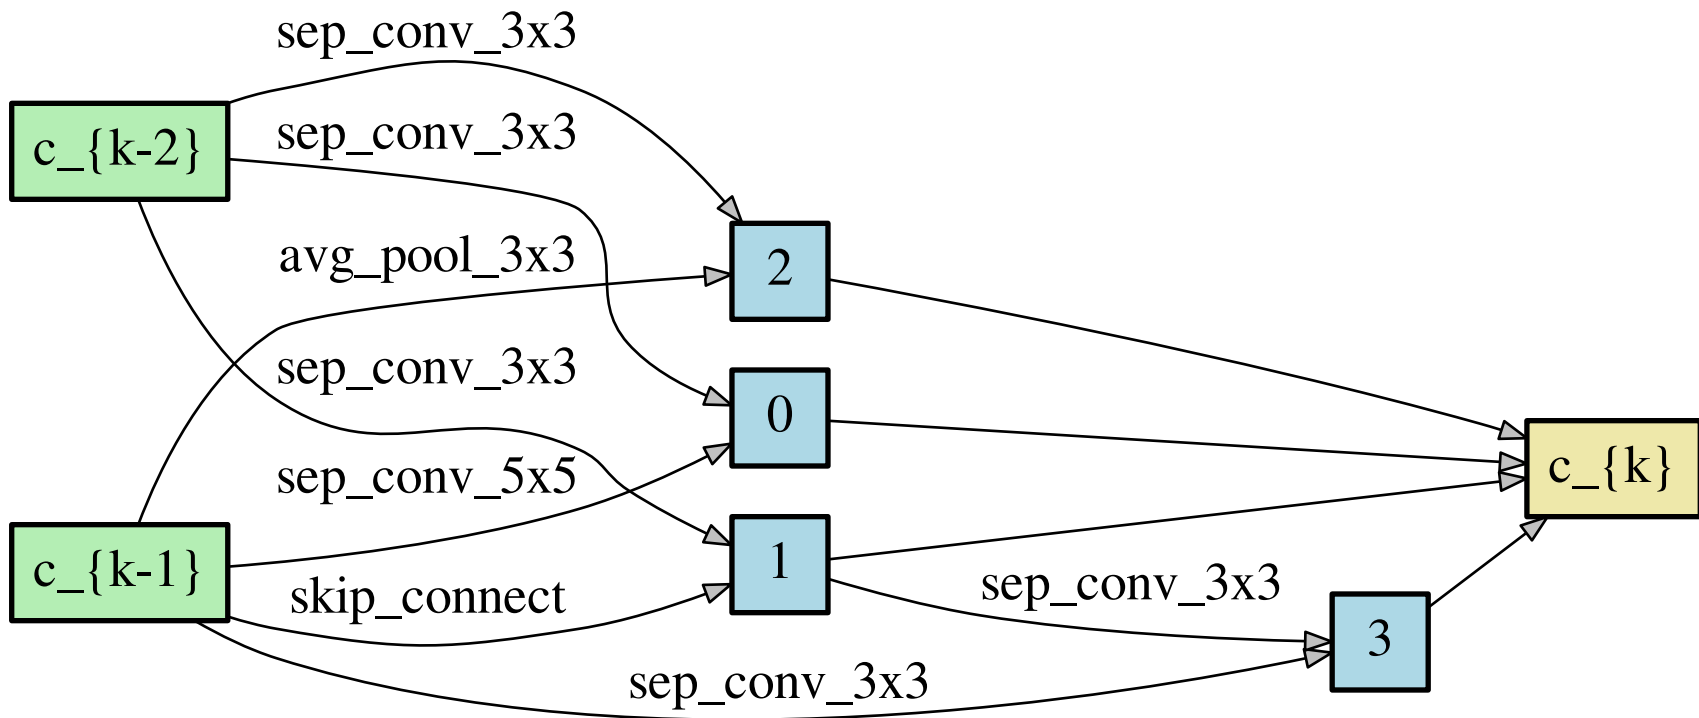 sep_conv_3x3
c_{k-2}
sep_conv_3x3
avg_pool_3x3
2
sep_conv_3x3
0
c_{k}
sep_conv_5x5
c_{k-1}
skip_connect
1
sep_conv_3x3
3
sep_conv_3x3